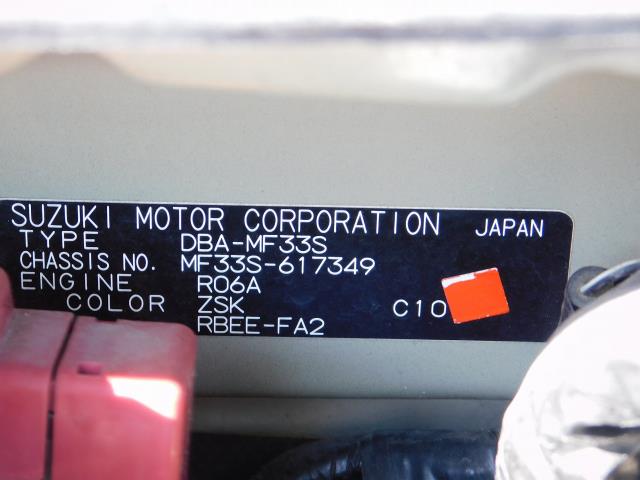 SUZUKI MOTOR CORPORATION JAPAN
TYPE DBA-MF33S
CHASSIS NO. MF33S-617349
ENGINE R06A
COLOR ZSK C10
RBEE-FA2